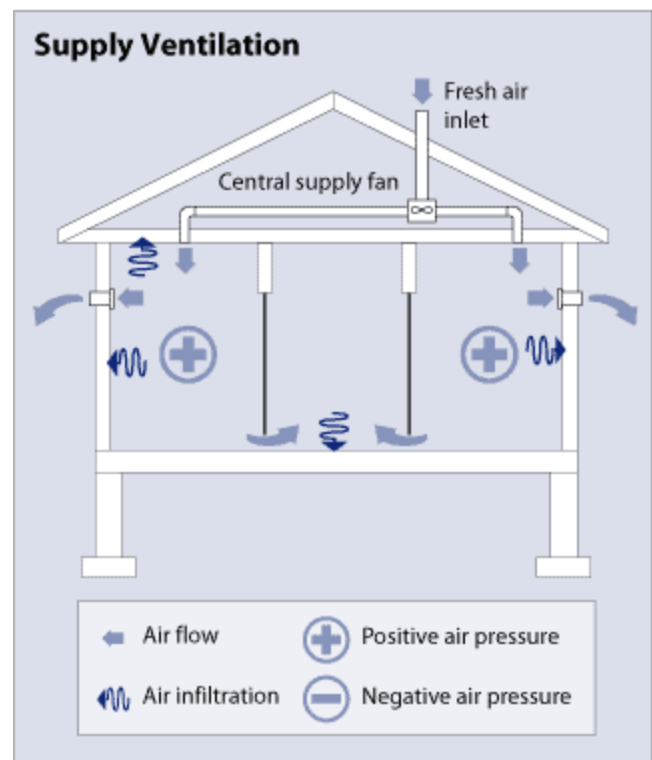 Supply Ventilation
Fresh air
inlet
Central supply fan
Air flow
Positive air pressure
Air infiltration
Negative air pressure